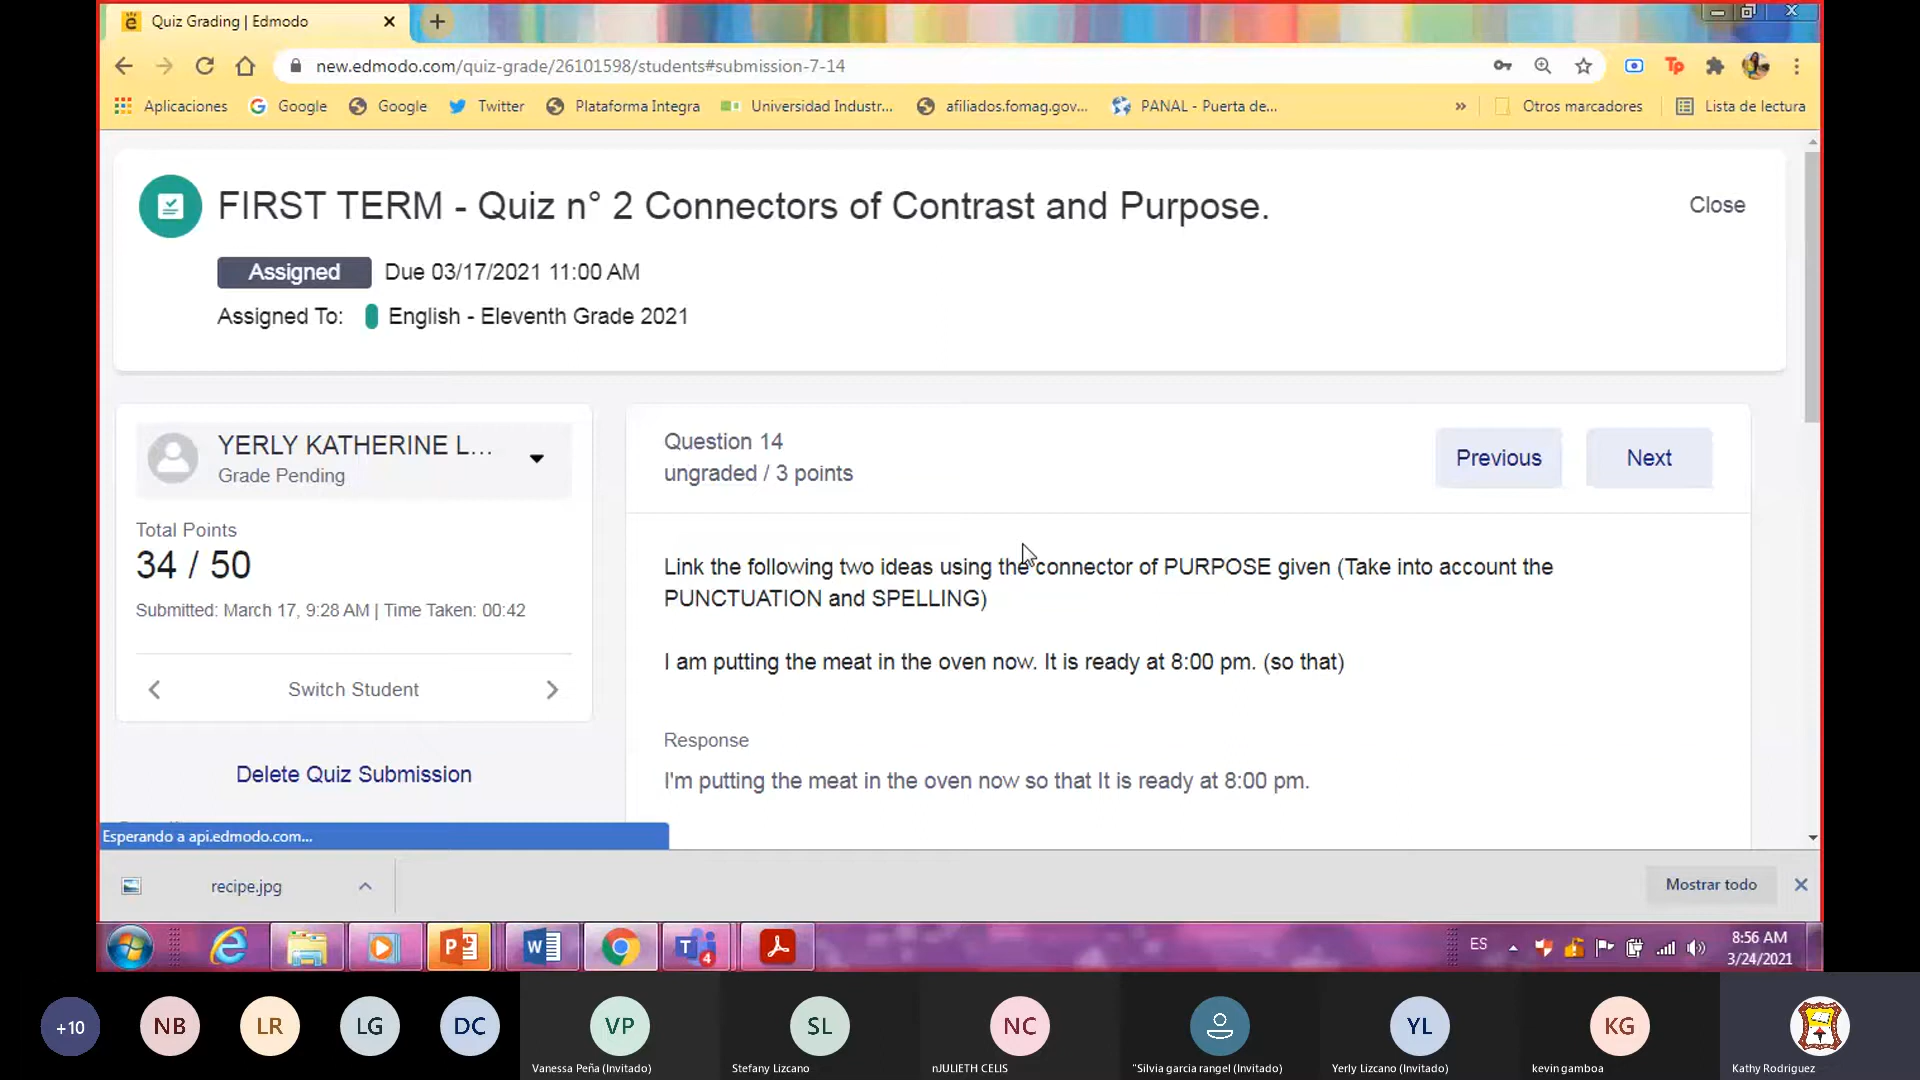 Quiz Grading | Edmodo
new.edmodo.com/quiz-grade/26101598/students#submission-7-14
Tp
Aplicaciones
Google
Google
Twitter
Plataforma Integra
Universidad Industr...
afiliados.fomag.gov...
PANAL - Puerta de...
»
Otros marcadores
Lista de lectura
FIRST TERM - Quiz n° 2 Connectors of Contrast and Purpose.
Close
Assigned
Due 03/17/2021 11:00 AM
Assigned To:
English - Eleventh Grade 2021
YERLY KATHERINE L...
Grade Pending
Total Points
34 / 50
Submitted: March 17, 9:28 AM | Time Taken: 00:42
Switch Student
Delete Quiz Submission
Question 14
ungraded / 3 points
Previous
Next
Link the following two ideas using the connector of PURPOSE given (Take into account the
PUNCTUATION and SPELLING)
I am putting the meat in the oven now. It is ready at 8:00 pm. (so that)
Response
I'm putting the meat in the oven now so that It is ready at 8:00 pm.
Esperando a api.edmodo.com...
recipe.jpg
Mostrar todo
4
ES
8:56 AM
3/24/2021
+10
NB
LR
LG
DC
VP
SL
NC
YL
KG
Vanessa Peña (Invitado)
Stefany Lizcano
nJULIETH CELIS
"Silvia garcia rangel (Invitado)
Yerly Lizcano (Invitado)
kevin gamboa
Kathy Rodriguez